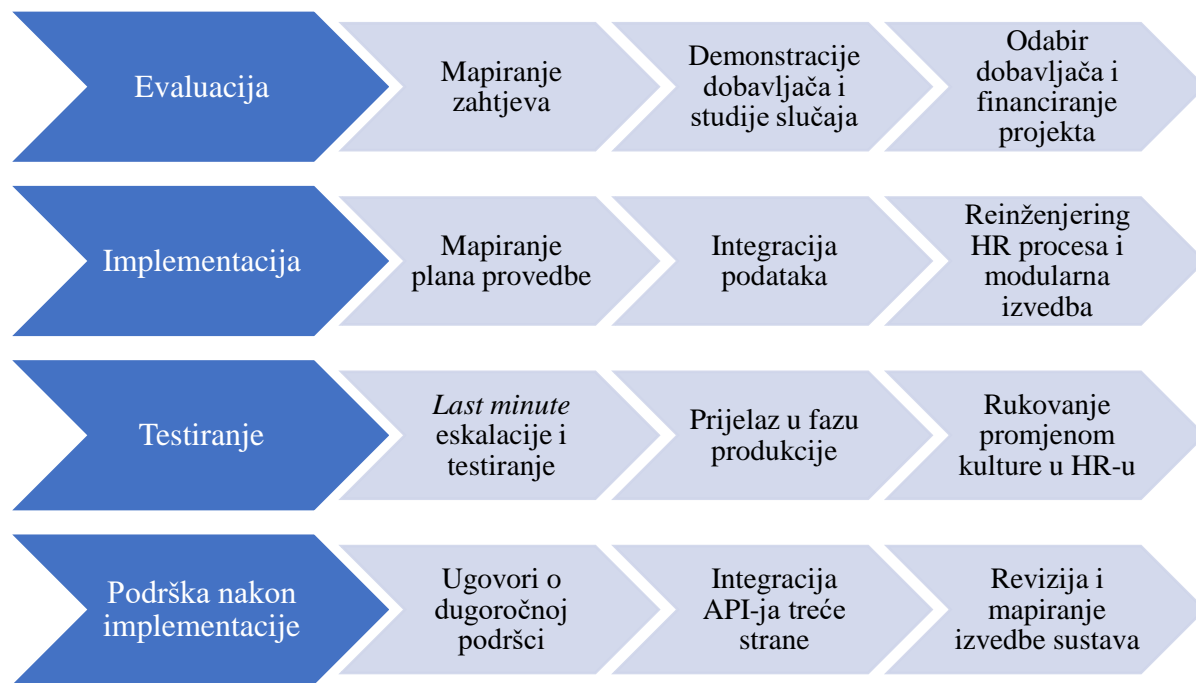 Evaluacija
Mapiranje
zahtjeva
Demonstracije
dobavljača i
studije slučaja
Odabir
dobavljača i
financiranje
projekta
Implementacija
Mapiranje
plana provedbe
Integracija
podataka
Reinženjering
HR procesa i
modularna
izvedba
Testiranje
Last minute
eskalacije i
testiranje
Prijelaz u fazu
produkcije
Rukovanje
promjenom
kulture u HR-u
Podrška nakon
implementacije
Ugovori o
dugoročnoj
podršci
Integracija
API-ja treće
strane
Revizija i
mapiranje
izvedbe sustava